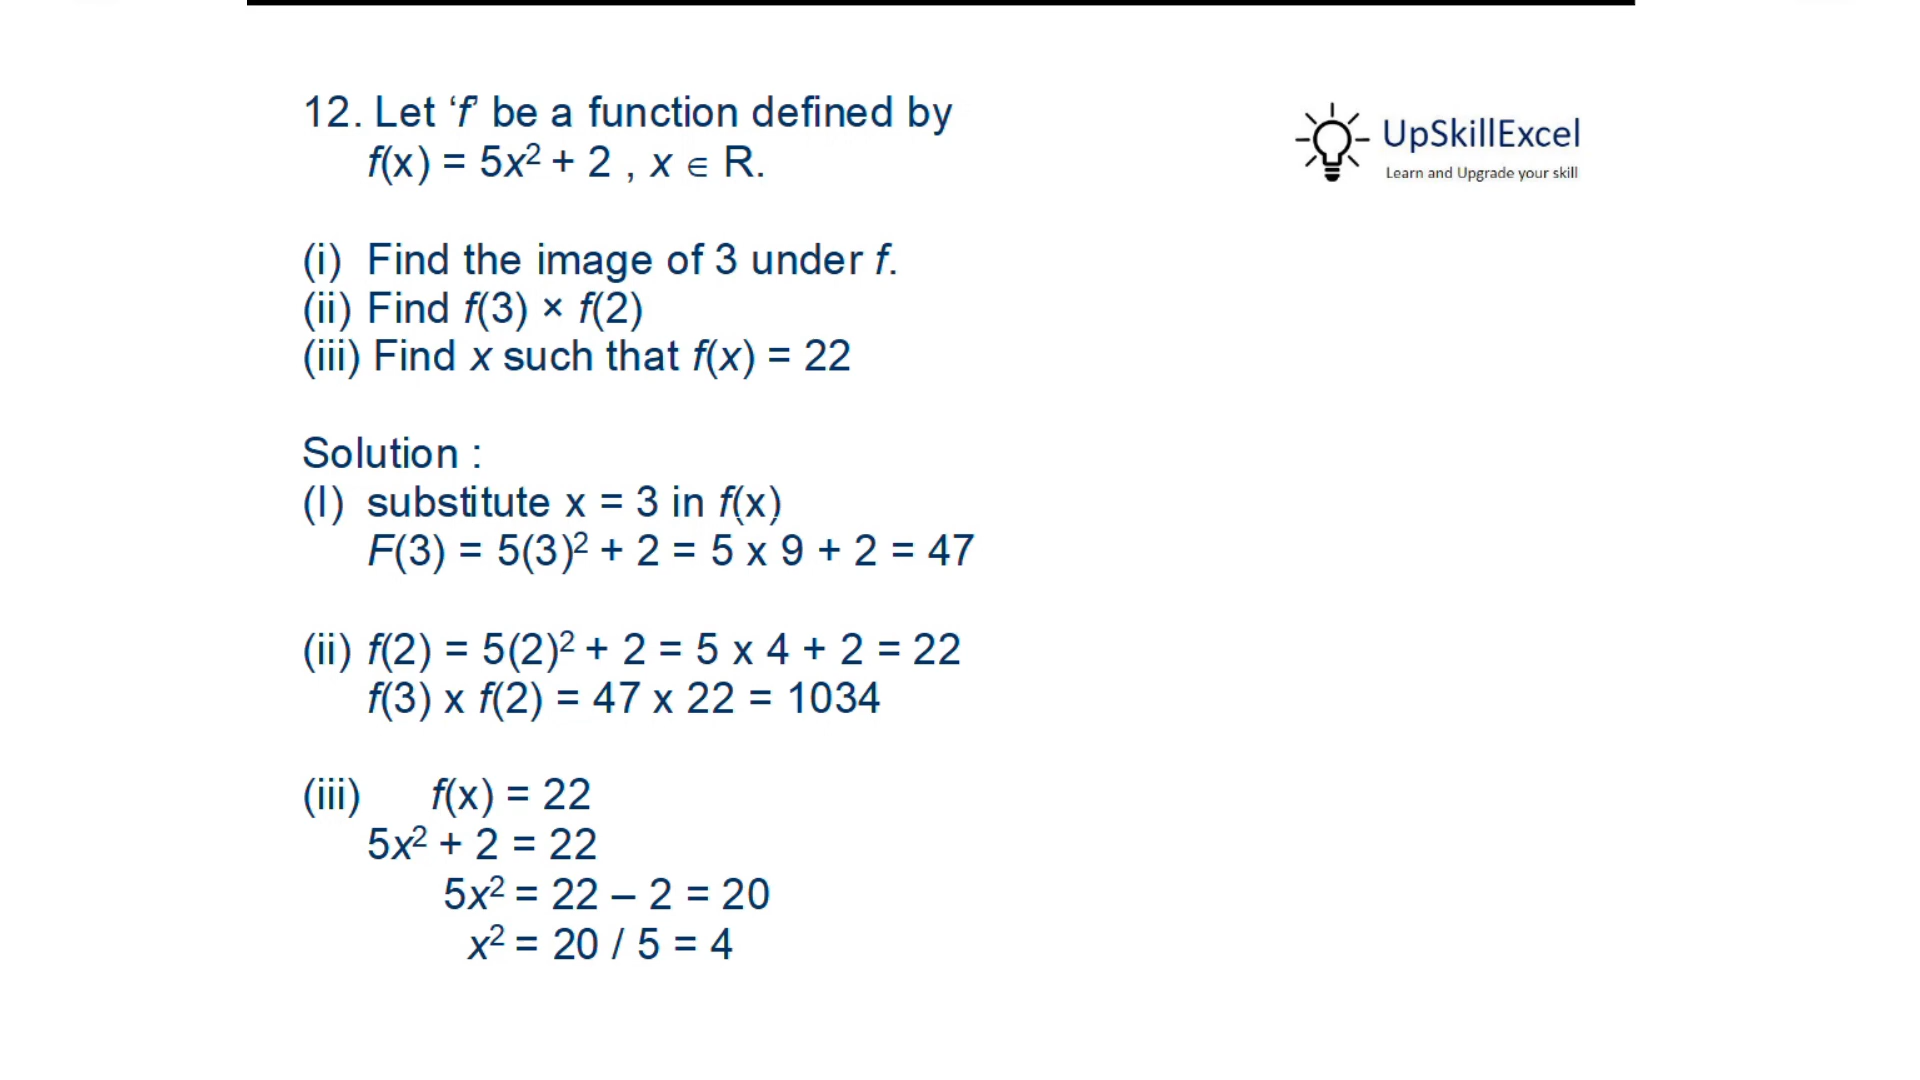 12. Let ‘f’ be a function defined by
f(x) = 5x² + 2 , x ∈ R.
UpSkillExcel
Learn and Upgrade your skill
(i) Find the image of 3 under f.
(ii) Find f(3) × f(2)
(iii) Find x such that f(x) = 22
Solution :
(I) substitute x = 3 in f(x)
F(3) = 5(3)² + 2 = 5 x 9 + 2 = 47
(ii) f(2) = 5(2)² + 2 = 5 x 4 + 2 = 22
f(3) x f(2) = 47 x 22 = 1034
(iii) f(x) = 22
5x² + 2 = 22
5x² = 22 – 2 = 20
x² = 20 / 5 = 4